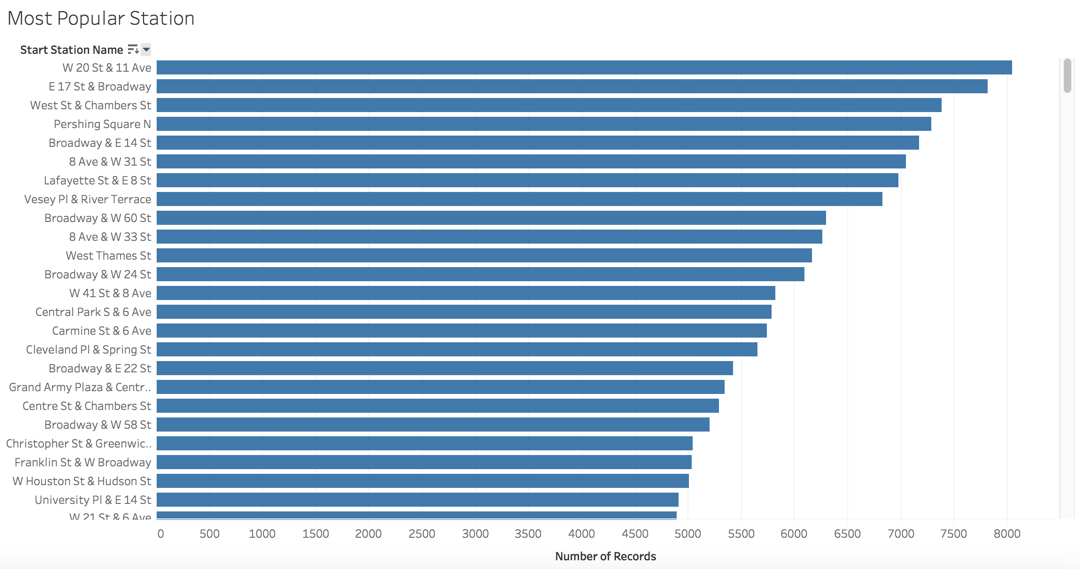 Most Popular Station
Start Station Name
W 20 St & 11 Ave
E 17 St & Broadway
West St & Chambers St
Pershing Square N
Broadway & E 14 St
8 Ave & W 31 St
Lafayette St & E 8 St
Vesey Pl & River Terrace
Broadway & W 60 St
8 Ave & W 33 St
West Thames St
Broadway & W 24 St
W 41 St & 8 Ave
Central Park S & 6 Ave
Carmine St & 6 Ave
Cleveland Pl & Spring St
Broadway & E 22 St
Grand Army Plaza & Centr..
Centre St & Chambers St
Broadway & W 58 St
Christopher St & Greenwic..
Franklin St & W Broadway
W Houston St & Hudson St
University Pl & E 14 St
W 21 St & 6 Ave
0 500 1000 1500 2000 2500 3000 3500 4000 4500 5000 5500 6000 6500 7000 7500 8000
Number of Records